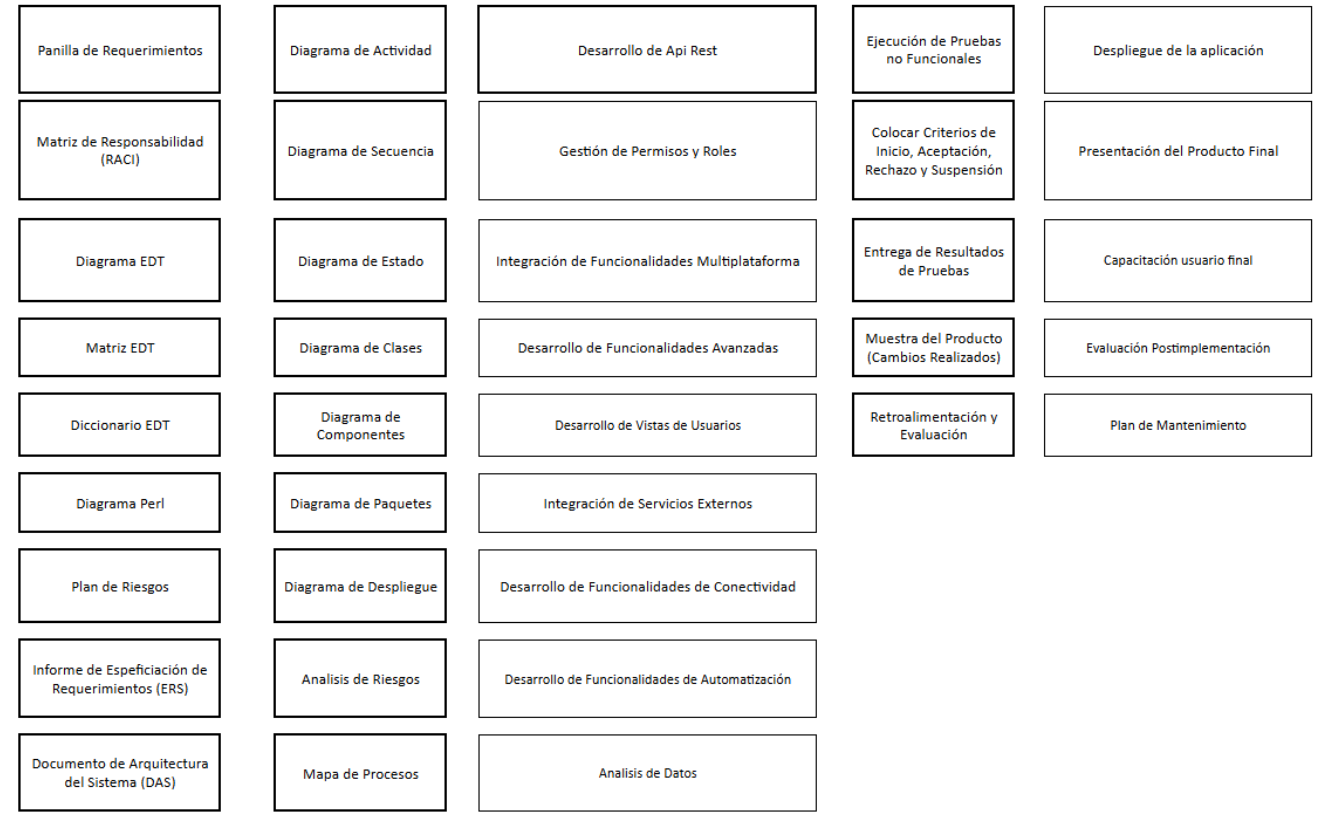 Panilla de Requerimientos
Matriz de Responsabilidad
(RACI)
Diagrama EDT
Matriz EDT
Diccionario EDT
Diagrama Perl
Plan de Riesgos
Informe de Espeficiación de
Requerimientos (ERS)
Documento de Arquitectura
del Sistema (DAS)
Diagrama de Actividad
Diagrama de Secuencia
Diagrama de Estado
Diagrama de Clases
Diagrama de
Componentes
Diagrama de Paquetes
Diagrama de Despliegue
Analisis de Riesgos
Mapa de Procesos
Desarrollo de Api Rest
Gestión de Permisos y Roles
Integración de Funcionalidades Multiplataforma
Desarrollo de Funcionalidades Avanzadas
Desarrollo de Vistas de Usuarios
Integración de Servicios Externos
Desarrollo de Funcionalidades de Conectividad
Desarrollo de Funcionalidades de Automatización
Analisis de Datos
Ejecución de Pruebas
no Funcionales
Colocar Criterios de
Inicio, Aceptación,
Rechazo y Suspensión
Entrega de Resultados
de Pruebas
Muestra del Producto
(Cambios Realizados)
Retroalimentación y
Evaluación
Despliegue de la aplicación
Presentación del Producto Final
Capacitación usuario final
Evaluación Postimplementación
Plan de Mantenimiento